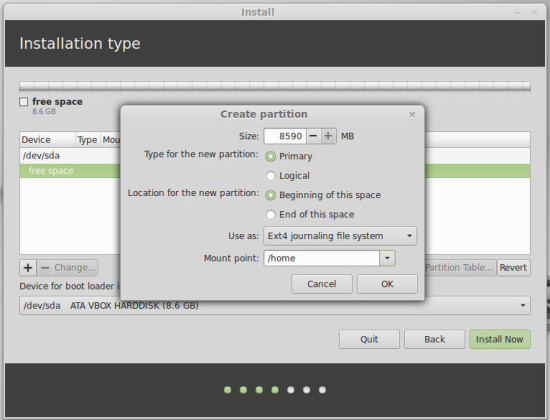 Install
Installation type
free space
8.6 GB
Create partition
Size: 8590 MB
Type for the new partition: Primary
Logical
Location for the new partition: Beginning of this space
End of this space
Use as: Ext4 journaling file system
Mount point: /home
Cancel OK
Device Type Mou
/dev/sda
free space
+ − Change... Partition Table... Revert
Device for boot loader i
/dev/sda ATA VBOX HARDDISK (8.6 GB)
Quit Back Install Now